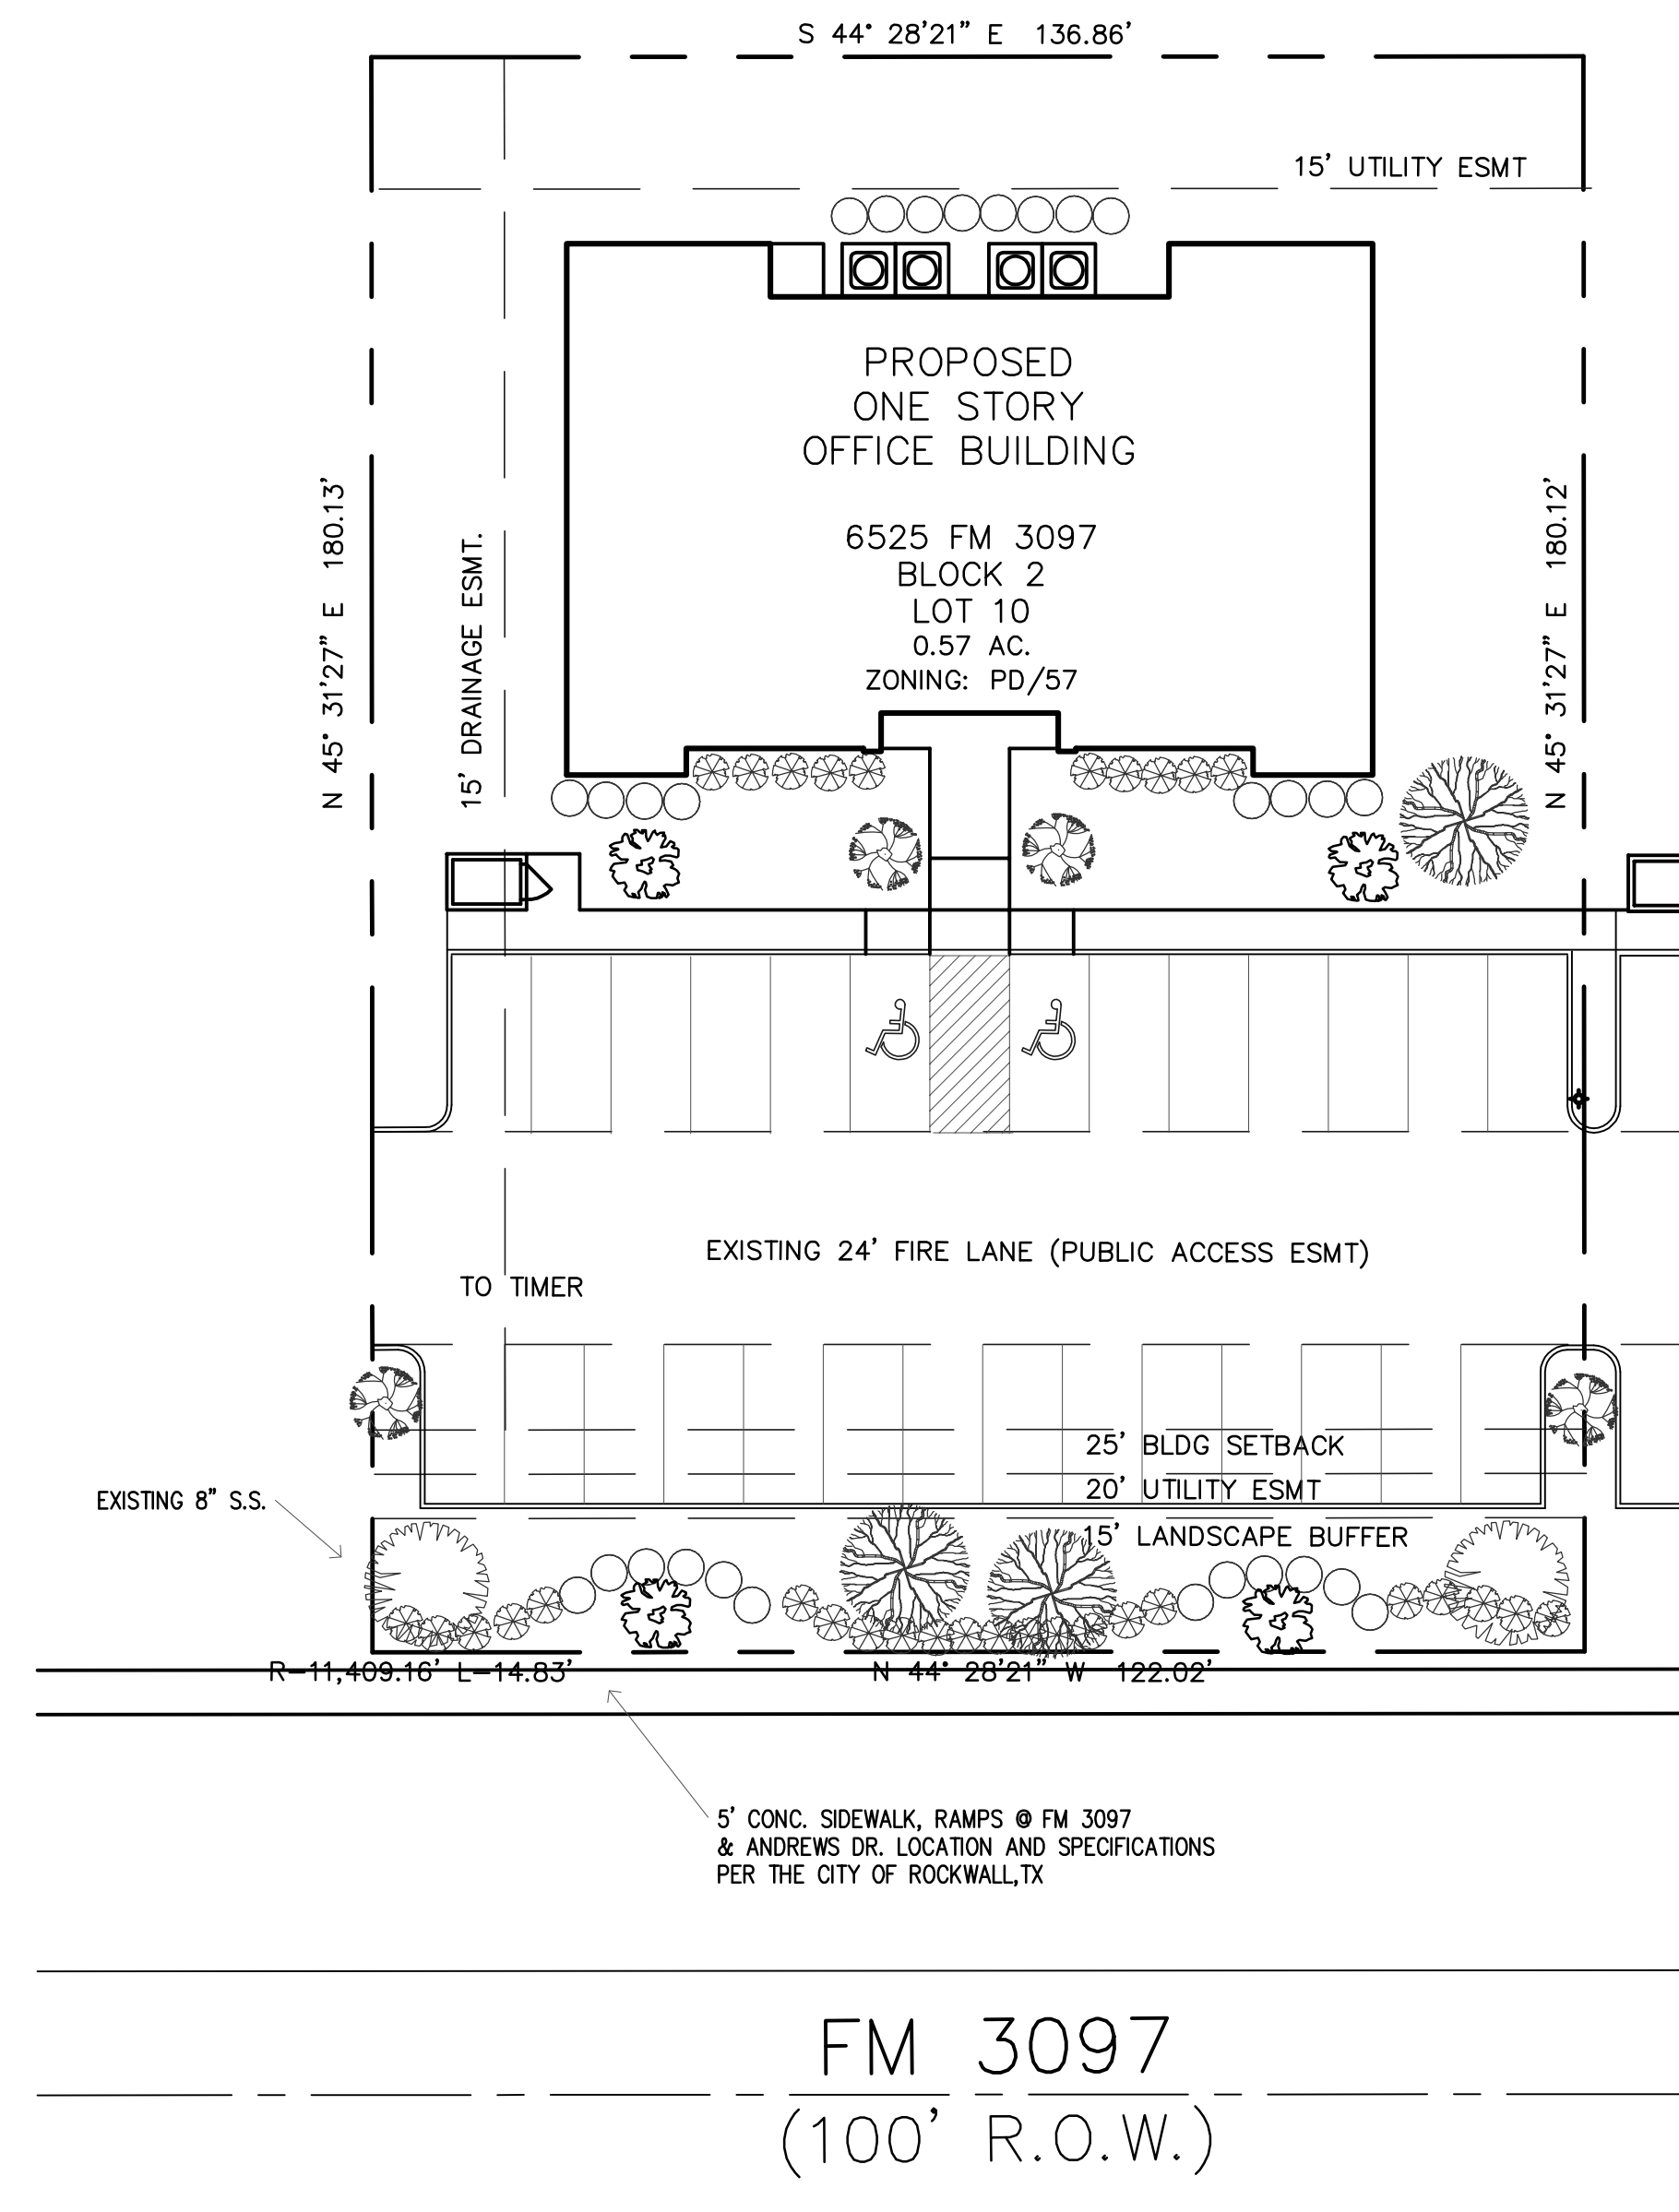 S 44° 28'21" E 136.86'
15' UTILITY ESMT
PROPOSED
ONE STORY
OFFICE BUILDING
6525 FM 3097
BLOCK 2
LOT 10
0.57 AC.
ZONING: PD/57
N 45° 31'27" E 180.13'
15' DRAINAGE ESMT.
N 45° 31'27" E 180.12'
EXISTING 24' FIRE LANE (PUBLIC ACCESS ESMT)
TO TIMER
25' BLDG SETBACK
20' UTILITY ESMT
EXISTING 8" S.S.
15' LANDSCAPE BUFFER
R-11,409.16' L-14.83'
N 44° 28'21" W 122.02'
5' CONC. SIDEWALK, RAMPS @ FM 3097
& ANDREWS DR. LOCATION AND SPECIFICATIONS
PER THE CITY OF ROCKWALL,TX
FM 3097
(100' R.O.W.)